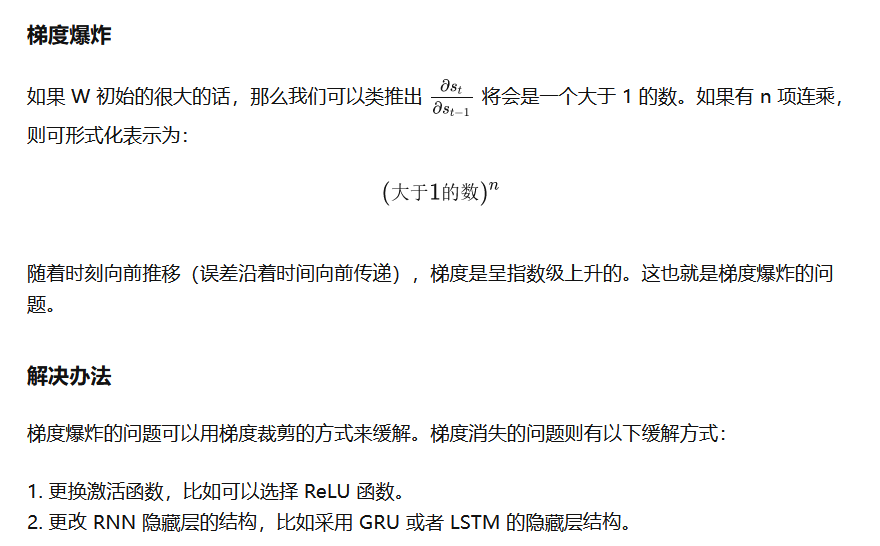 梯度爆炸
如果 W 初始的很大的话，那么我们可以类推出 ∂s_t/∂s_{t−1} 将会是一个大于 1 的数。如果有 n 项连乘，
则可形式化表示为：
(大于1的数)^n
随着时刻向前推移（误差沿着时间向前传递），梯度是呈指数级上升的。这也就是梯度爆炸的问
题。
解决办法
梯度爆炸的问题可以用梯度裁剪的方式来缓解。梯度消失的问题则有以下缓解方式：
1. 更换激活函数，比如可以选择 ReLU 函数。
2. 更改 RNN 隐藏层的结构，比如采用 GRU 或者 LSTM 的隐藏层结构。